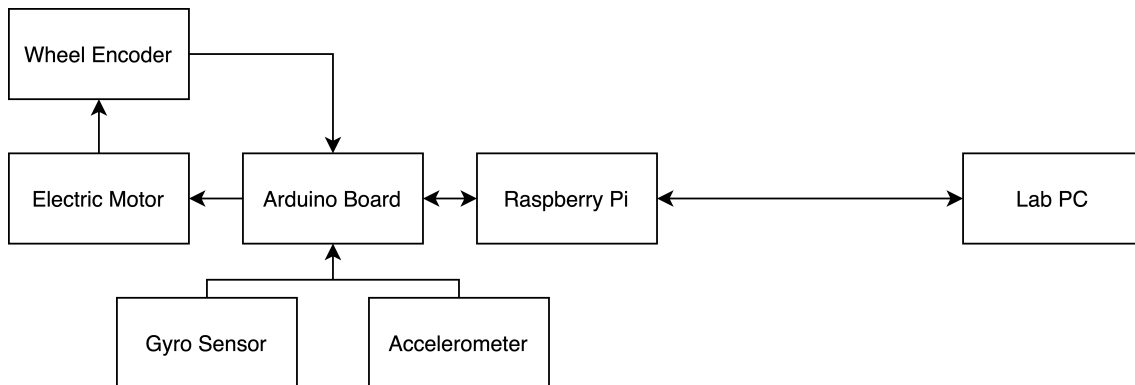 Wheel Encoder
Electric Motor
Arduino Board
Raspberry Pi
Lab PC
Gyro Sensor
Accelerometer